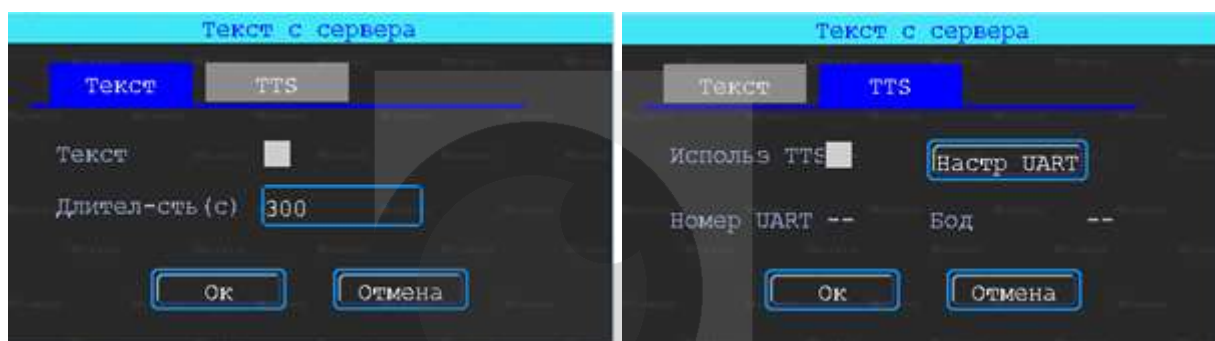 Текст с сервера
Текст TTS
Текст
Длител-сть(с) 300
Ок Отмена
Текст с сервера
Текст TTS
Использ TTS Настр UART
Номер UART -- Бод --
Ок Отмена